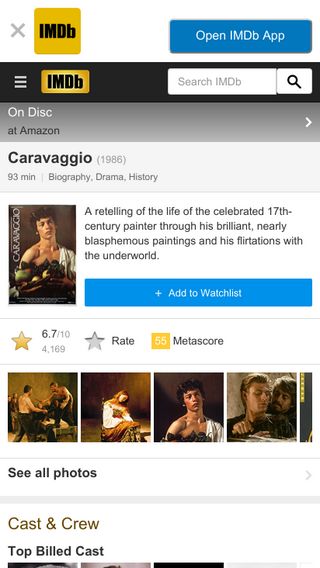 IMDb
Open IMDb App
IMDb
Search IMDb
On Disc
at Amazon
Caravaggio (1986)
93 min | Biography, Drama, History
CARAVAGGIO
A retelling of the life of the celebrated 17th-
century painter through his brilliant, nearly
blasphemous paintings and his flirtations with
the underworld.
+ Add to Watchlist
6.7/10
4,169
Rate
55 Metascore
See all photos
Cast & Crew
Top Billed Cast